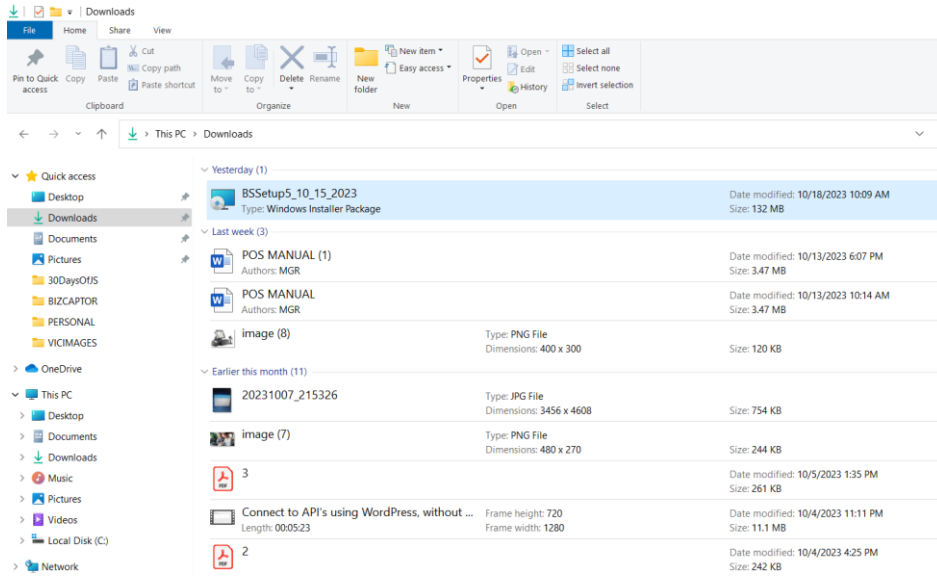 Downloads
File Home Share View
Pin to Quick access
Copy
Paste
Cut
Copy path
Paste shortcut
Clipboard
Move to
Copy to
Delete
Rename
Organize
New folder
New item
Easy access
New
Properties
Open
Edit
History
Open
Select all
Select none
Invert selection
Select
This PC > Downloads
Quick access
Desktop
Downloads
Documents
Pictures
30DaysOfJS
BIZCAPTOR
PERSONAL
VICIMAGES
OneDrive
This PC
Desktop
Documents
Downloads
Music
Pictures
Videos
Local Disk (C:)
Network
Yesterday (1)
BSSetup5_10_15_2023 Date modified: 10/18/2023 10:09 AM
Type: Windows Installer Package Size: 132 MB
Last week (3)
POS MANUAL (1) Date modified: 10/13/2023 6:07 PM
Authors: MGR Size: 3.47 MB
POS MANUAL Date modified: 10/13/2023 10:14 AM
Authors: MGR Size: 3.47 MB
image (8) Type: PNG File
Dimensions: 400 x 300 Size: 120 KB
Earlier this month (11)
20231007_215326 Type: JPG File
Dimensions: 3456 x 4608 Size: 754 KB
image (7) Type: PNG File
Dimensions: 480 x 270 Size: 244 KB
3 Date modified: 10/5/2023 1:35 PM
PDF Size: 261 KB
Connect to API's using WordPress, without ... Frame height: 720 Date modified: 10/4/2023 11:11 PM
Length: 00:05:23 Frame width: 1280 Size: 11.1 MB
2 Date modified: 10/4/2023 4:25 PM
PDF Size: 242 KB